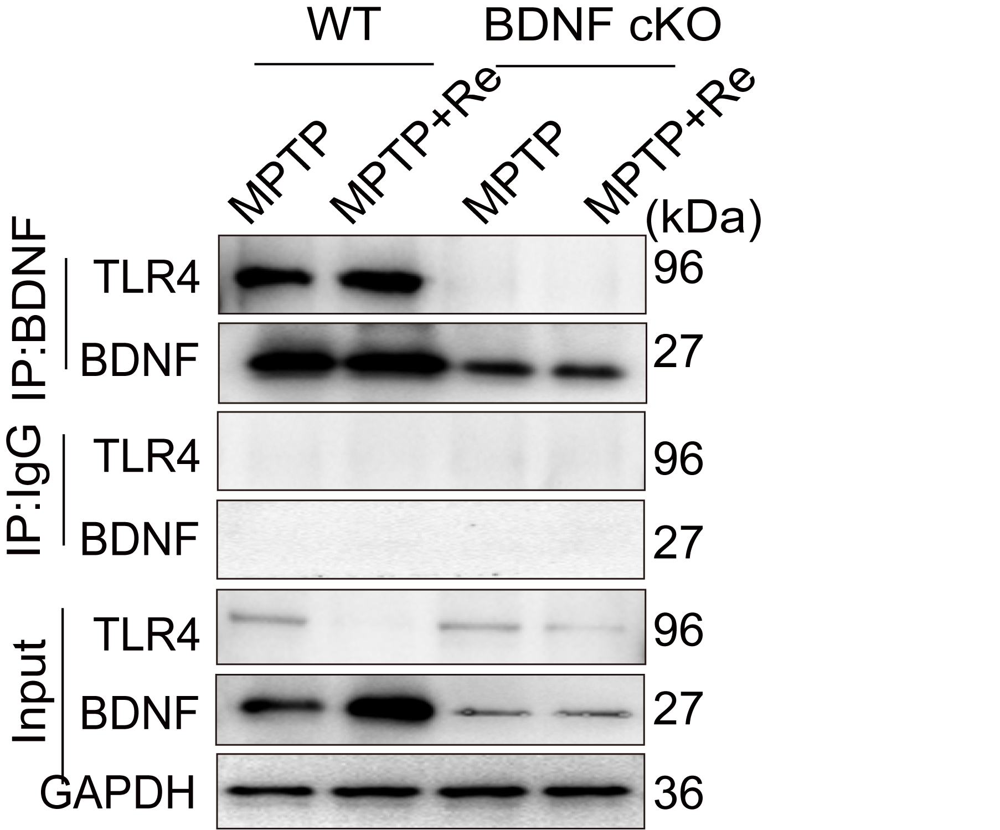 WT BDNF cKO
MPTP MPTP+Re MPTP MPTP+Re
(kDa)
IP:BDNF
TLR4 96
BDNF 27
IP:IgG
TLR4 96
BDNF 27
Input
TLR4 96
BDNF 27
GAPDH 36